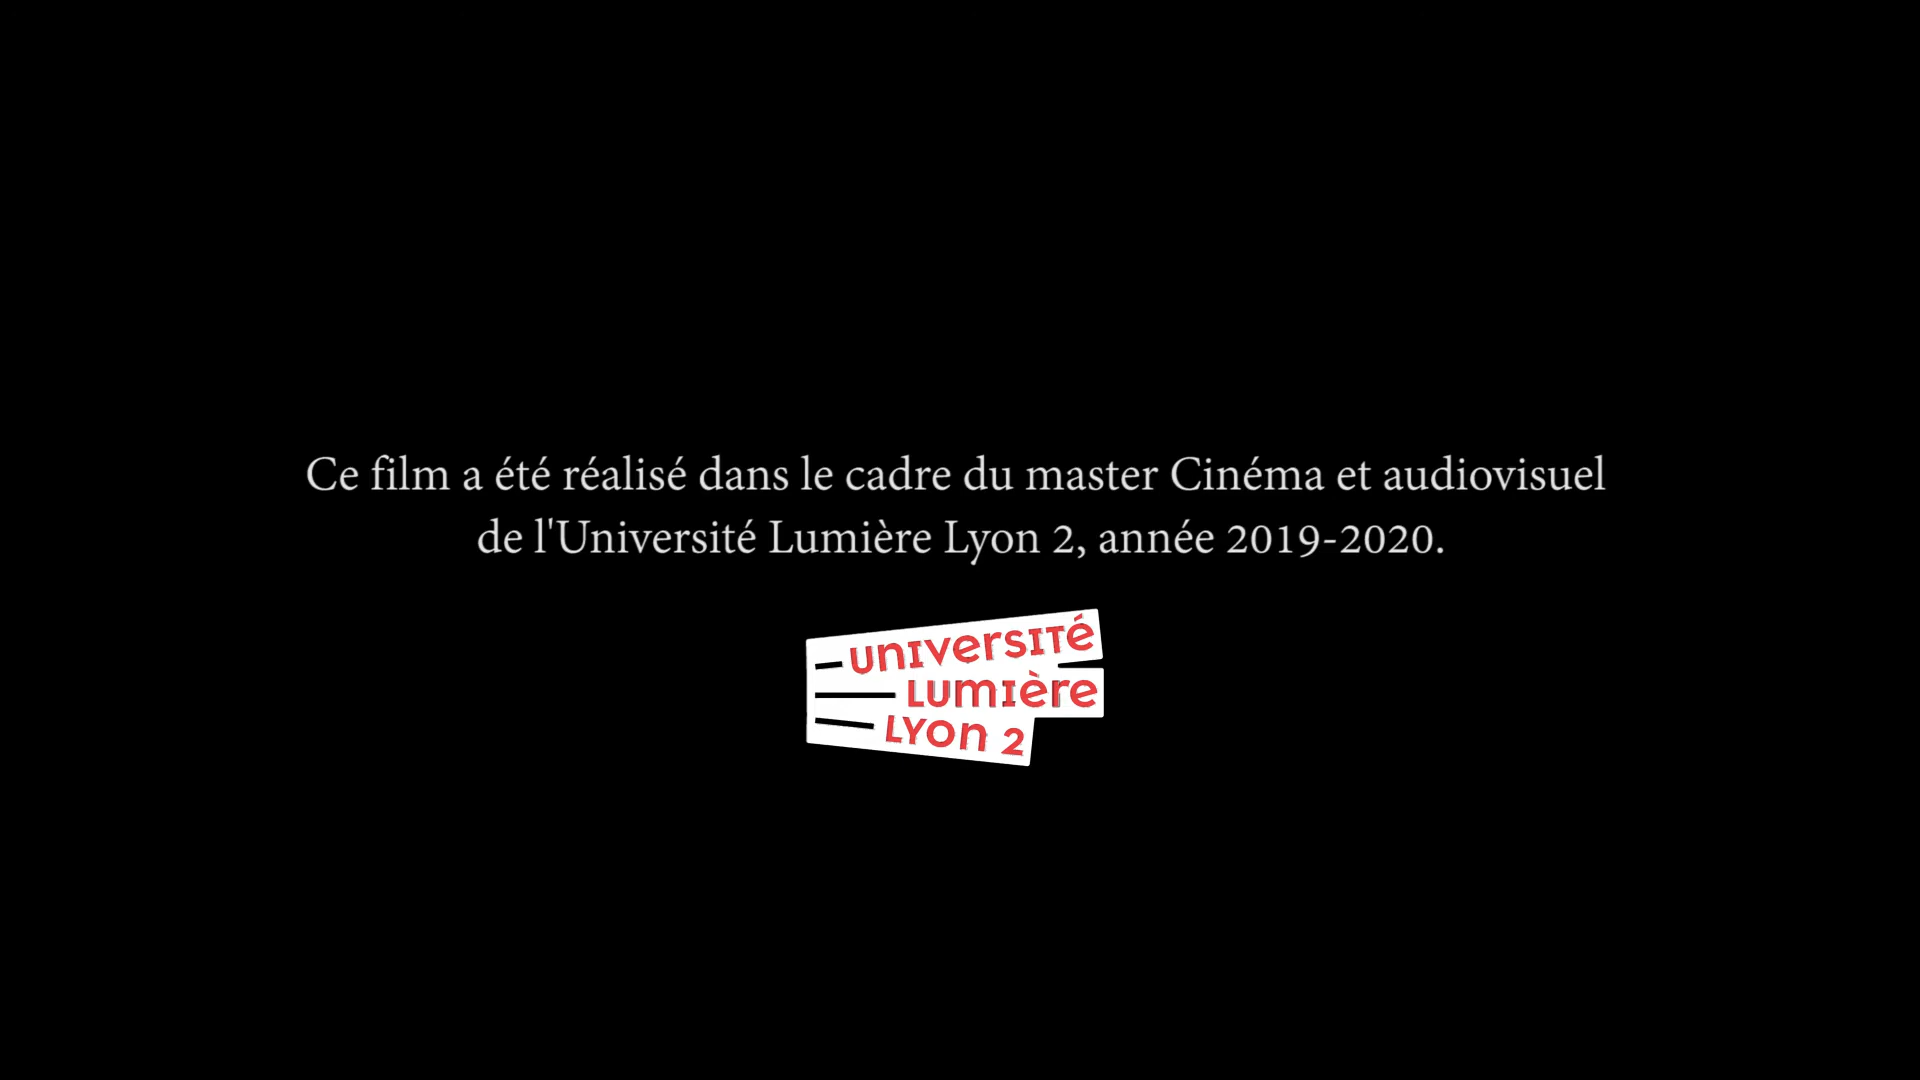 Ce film a été réalisé dans le cadre du master Cinéma et audiovisuel
de l'Université Lumière Lyon 2, année 2019-2020.
université
Lumière
Lyon 2